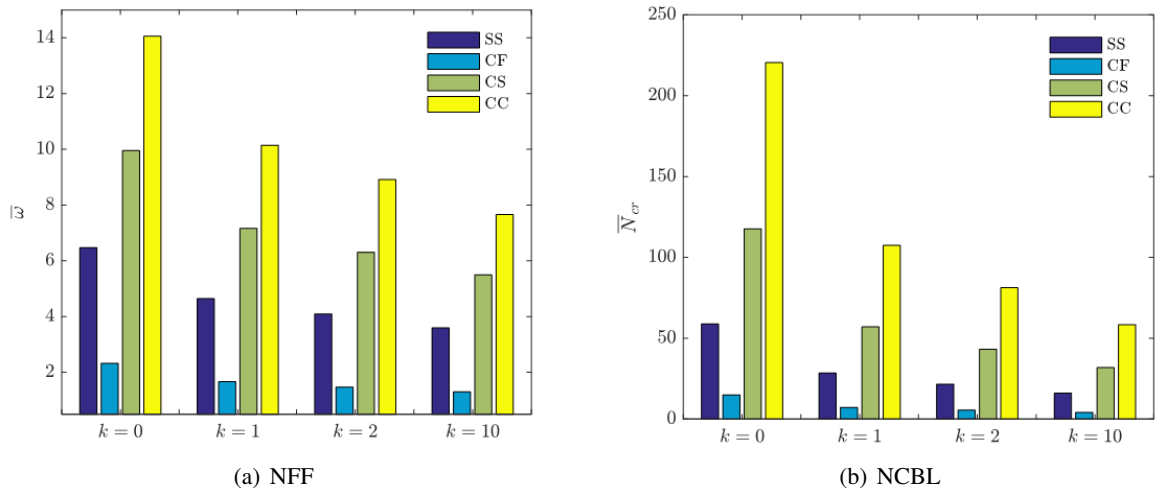 14
12
10
8
6
4
2
ω̅
SS
CF
CS
CC
k = 0
k = 1
k = 2
k = 10
(a) NFF
250
200
150
100
50
0
N̅cr
SS
CF
CS
CC
k = 0
k = 1
k = 2
k = 10
(b) NCBL